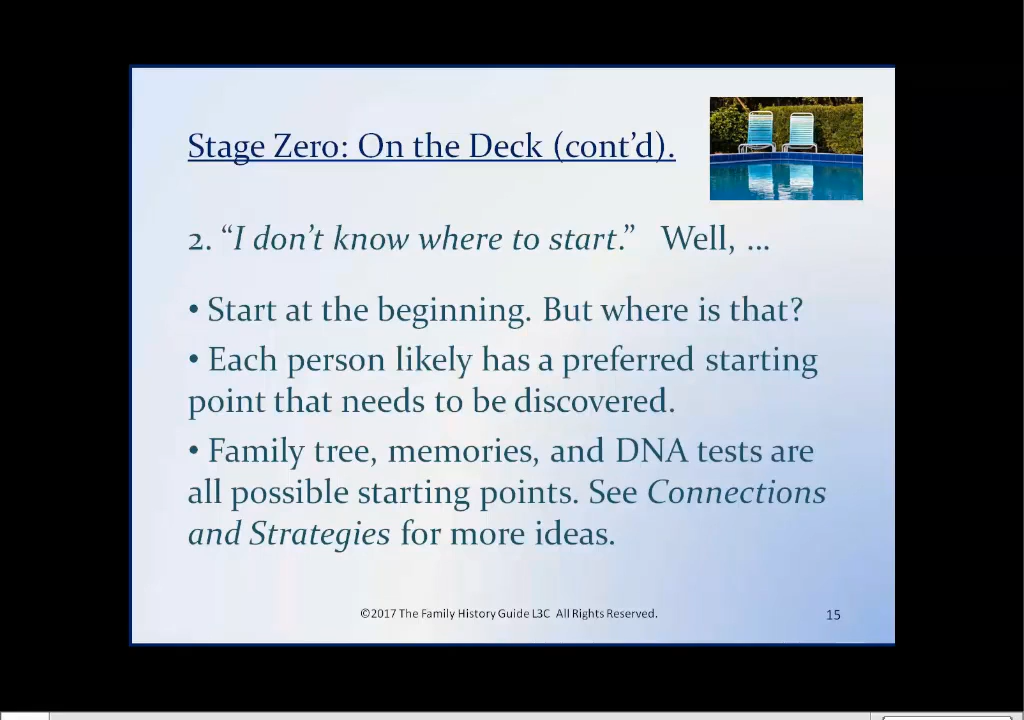 Stage Zero: On the Deck (cont’d).
2. “I don’t know where to start.” Well, ...
• Start at the beginning. But where is that?
• Each person likely has a preferred starting
point that needs to be discovered.
• Family tree, memories, and DNA tests are
all possible starting points. See Connections
and Strategies for more ideas.
©2017 The Family History Guide L3C All Rights Reserved.
15